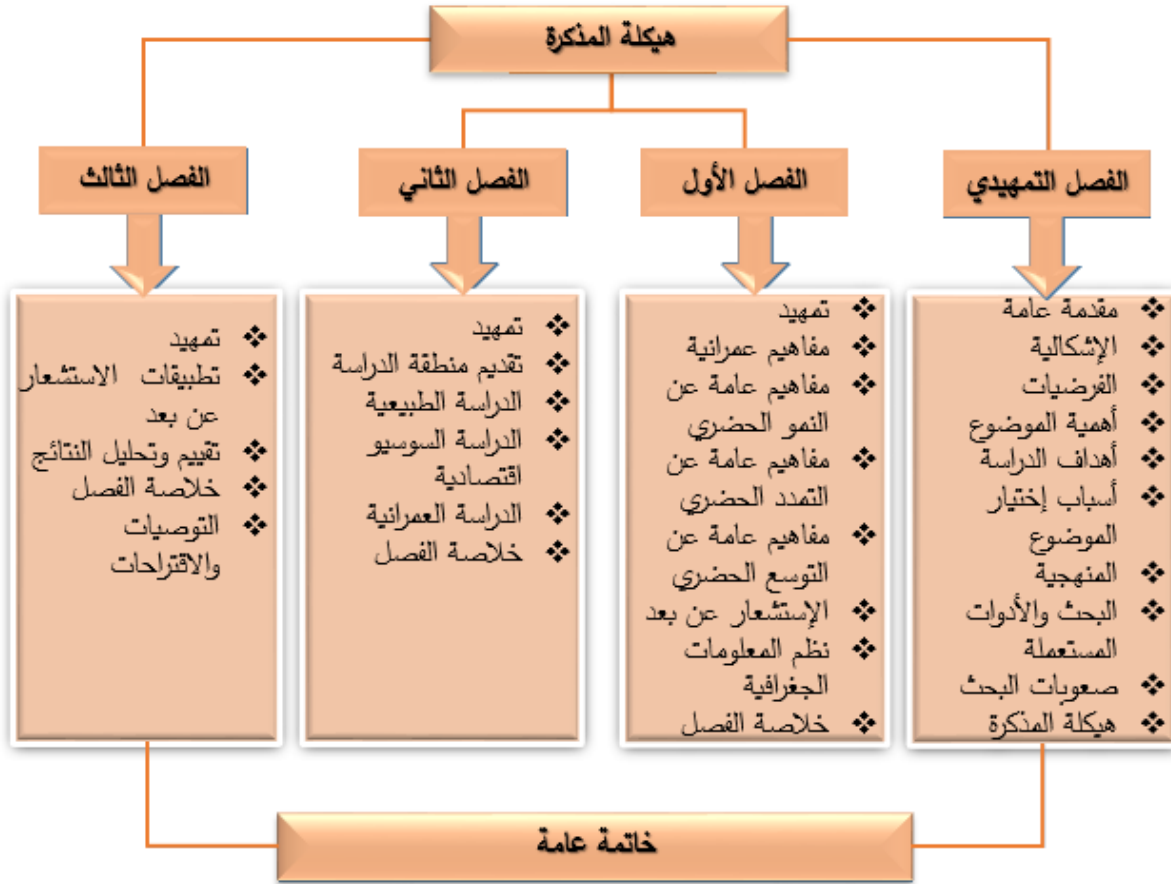 هيكلة المذكرة
الفصل التمهيدي
❖ مقدمة عامة
❖ الإشكالية
❖ الفرضيات
❖ أهمية الموضوع
❖ أهداف الدراسة
❖ أسباب إختيار
الموضوع
❖ المنهجية
❖ البحث والأدوات
المستعملة
❖ صعوبات البحث
❖ هيكلة المذكرة
الفصل الأول
❖ تمهيد
❖ مفاهيم عمرانية
❖ مفاهيم عامة عن
النمو الحضري
❖ مفاهيم عامة عن
التمدد الحضري
❖ مفاهيم عامة عن
التوسع الحضري
❖ الإستشعار عن بعد
❖ نظم المعلومات
الجغرافية
❖ خلاصة الفصل
الفصل الثاني
❖ تمهيد
❖ تقديم منطقة الدراسة
❖ الدراسة الطبيعية
❖ الدراسة السوسيو
اقتصادية
❖ الدراسة العمرانية
❖ خلاصة الفصل
الفصل الثالث
❖ تمهيد
❖ تطبيقات الاستشعار
عن بعد
❖ تقييم وتحليل النتائج
❖ خلاصة الفصل
❖ التوصيات
والاقتراحات
خاتمة عامة